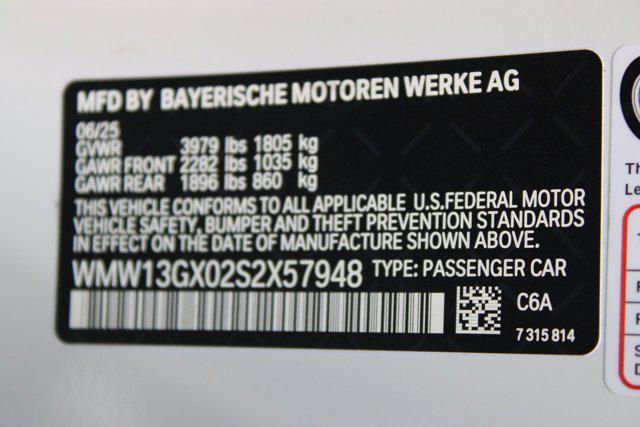 MFD BY BAYERISCHE MOTOREN WERKE AG
06/25
GVWR 3979 lbs 1805 kg
GAWR FRONT 2282 lbs 1035 kg
GAWR REAR 1896 lbs 860 kg
THIS VEHICLE CONFORMS TO ALL APPLICABLE U.S.FEDERAL MOTOR
VEHICLE SAFETY, BUMPER AND THEFT PREVENTION STANDARDS
IN EFFECT ON THE DATE OF MANUFACTURE SHOWN ABOVE.
WMW13GX02S2X57948 TYPE: PASSENGER CAR
C6A
7 315 814